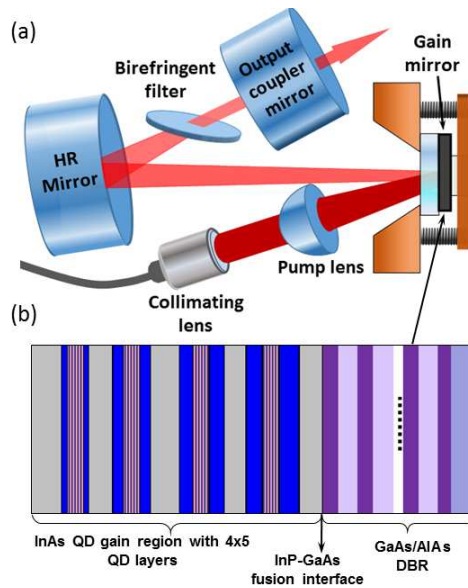 (a)
Birefringent
filter
Output
coupler
mirror
Gain
mirror
HR
Mirror
Pump lens
Collimating
lens
(b)
InAs QD gain region with 4x5
QD layers
InP-GaAs
fusion interface
GaAs/AlAs
DBR